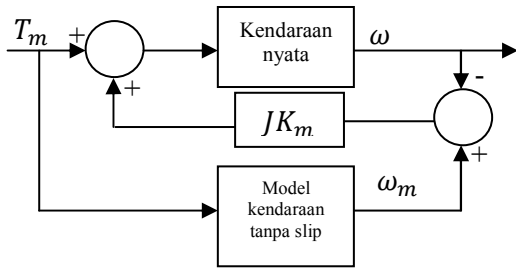 T_m
+
+
Kendaraan
nyata
ω
-
JK_m
+
Model
kendaraan
tanpa slip
ω_m